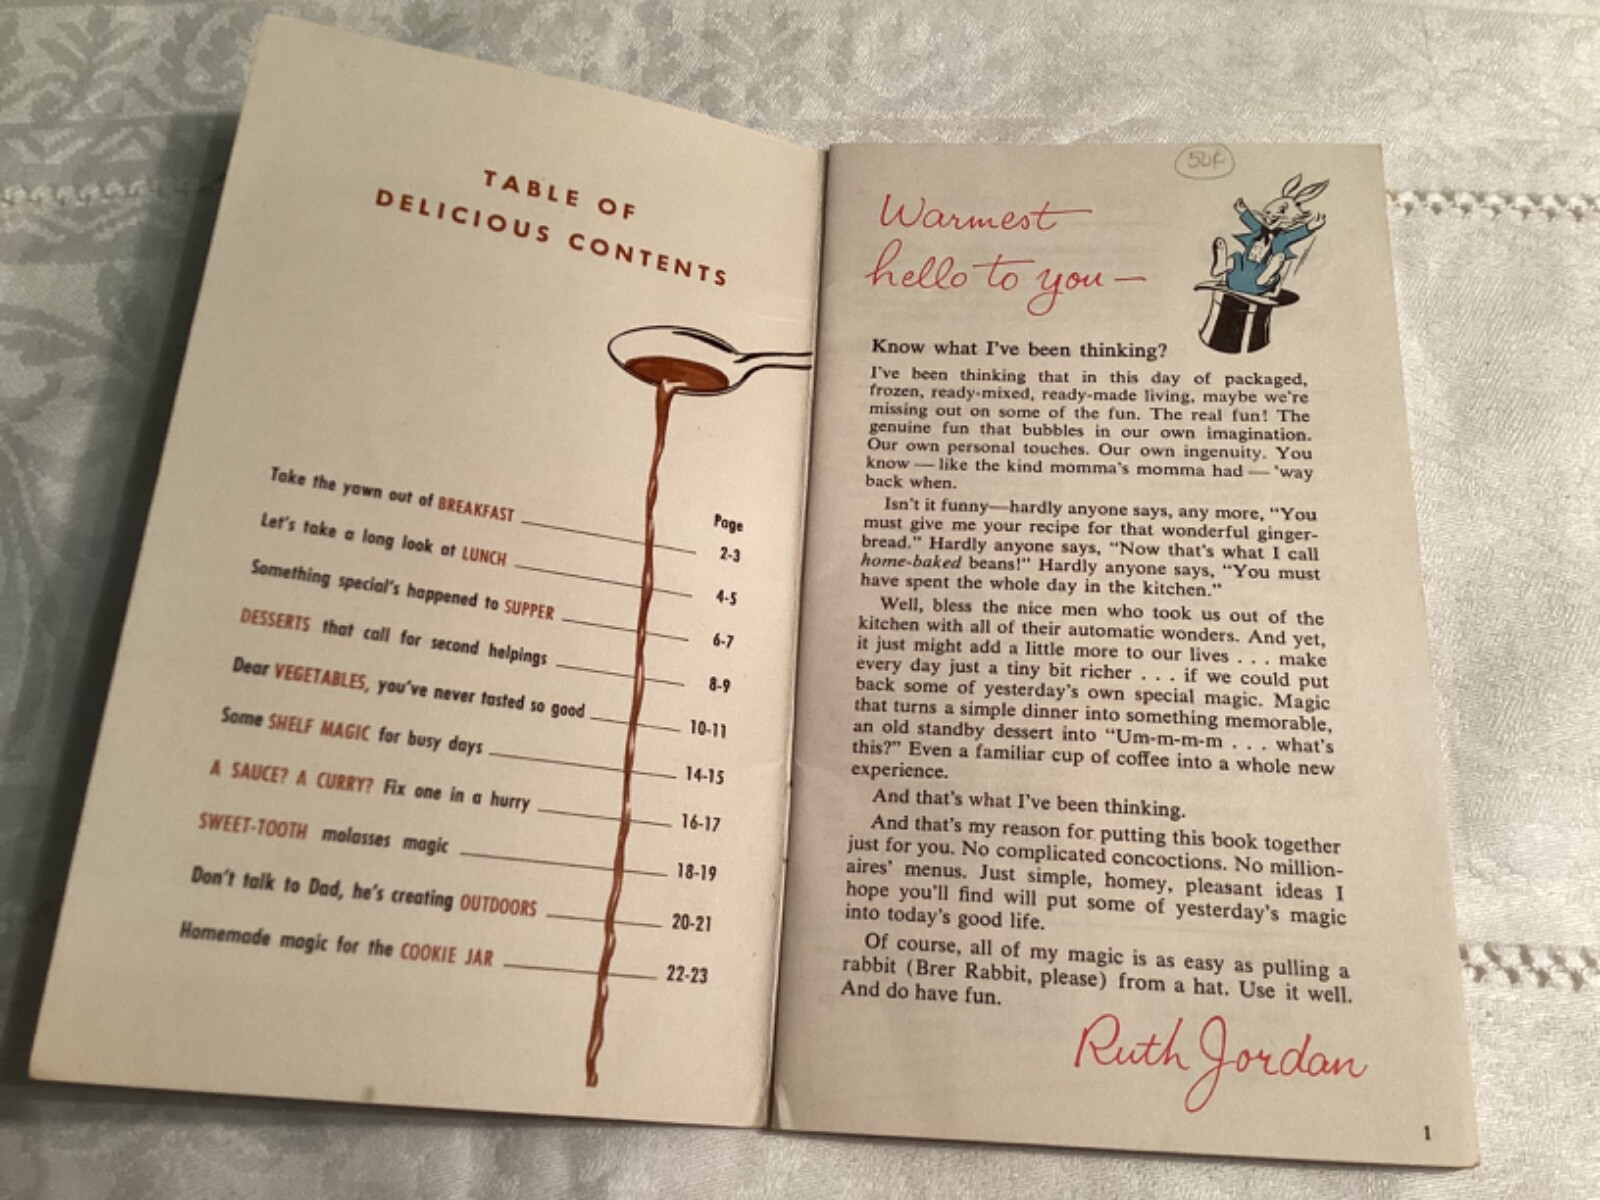 TABLE OF
DELICIOUS CONTENTS
Page
Take the yawn out of BREAKFAST 2-3
Let's take a long look at LUNCH 4-5
Something special's happened to SUPPER 6-7
DESSERTS that call for second helpings 8-9
Dear VEGETABLES, you've never tasted so good 10-11
Some SHELF MAGIC for busy days 14-15
A SAUCE? A CURRY? Fix one in a hurry 16-17
SWEET-TOOTH molasses magic 18-19
Don't talk to Dad, he's creating OUTDOORS 20-21
Homemade magic for the COOKIE JAR 22-23
50¢
Warmest
hello to you —
Know what I've been thinking?
I've been thinking that in this day of packaged,
frozen, ready-mixed, ready-made living, maybe we're
missing out on some of the fun. The real fun! The
genuine fun that bubbles in our own imagination.
Our own personal touches. Our own ingenuity. You
know — like the kind momma's momma had — 'way
back when.
Isn't it funny—hardly anyone says, any more, "You
must give me your recipe for that wonderful ginger-
bread." Hardly anyone says, "Now that's what I call
home-baked beans!" Hardly anyone says, "You must
have spent the whole day in the kitchen."
Well, bless the nice men who took us out of the
kitchen with all of their automatic wonders. And yet,
it just might add a little more to our lives . . . make
every day just a tiny bit richer . . . if we could put
back some of yesterday's own special magic. Magic
that turns a simple dinner into something memorable,
an old standby dessert into "Um-m-m-m . . . what's
this?" Even a familiar cup of coffee into a whole new
experience.
And that's what I've been thinking.
And that's my reason for putting this book together
just for you. No complicated concoctions. No million-
aires' menus. Just simple, homey, pleasant ideas I
hope you'll find will put some of yesterday's magic
into today's good life.
Of course, all of my magic is as easy as pulling a
rabbit (Brer Rabbit, please) from a hat. Use it well.
And do have fun.
Ruth Jordan
1